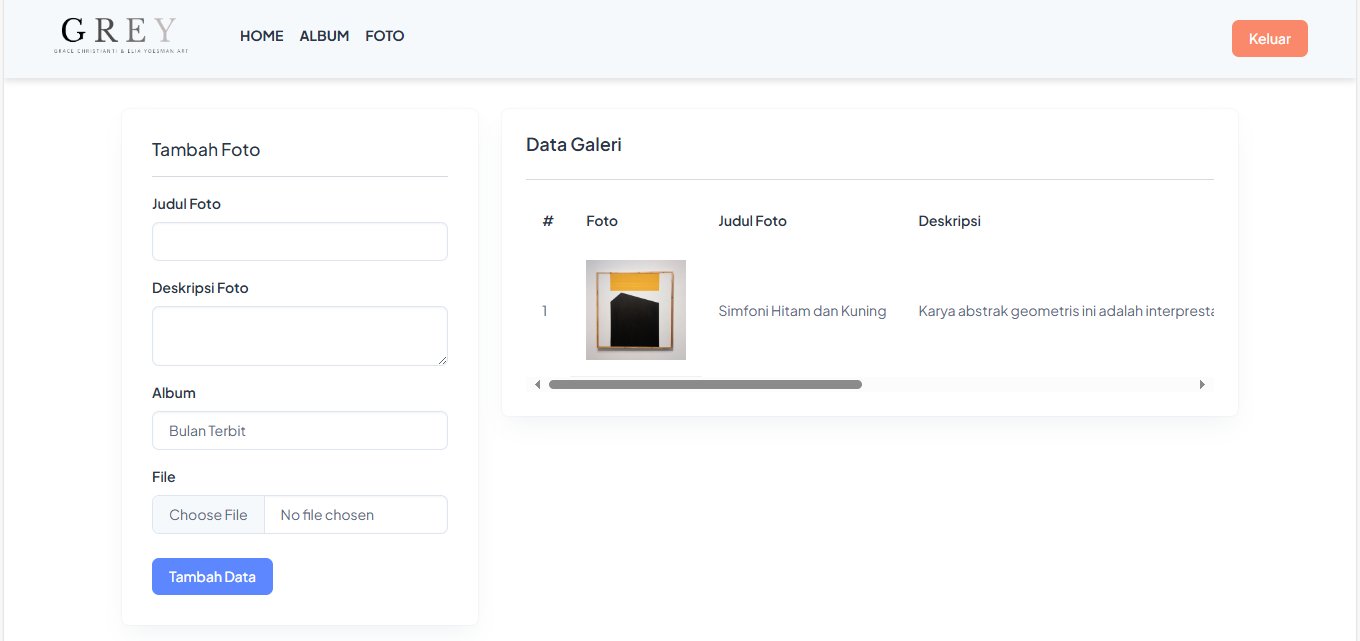 GREY
GRACE CHRISTIANTI & ELIA YOESMAN ART
HOME ALBUM FOTO
Keluar
Tambah Foto
Judul Foto
Deskripsi Foto
Album
Bulan Terbit
File
Choose File No file chosen
Tambah Data
Data Galeri
# Foto Judul Foto Deskripsi
1 Simfoni Hitam dan Kuning Karya abstrak geometris ini adalah interpresta